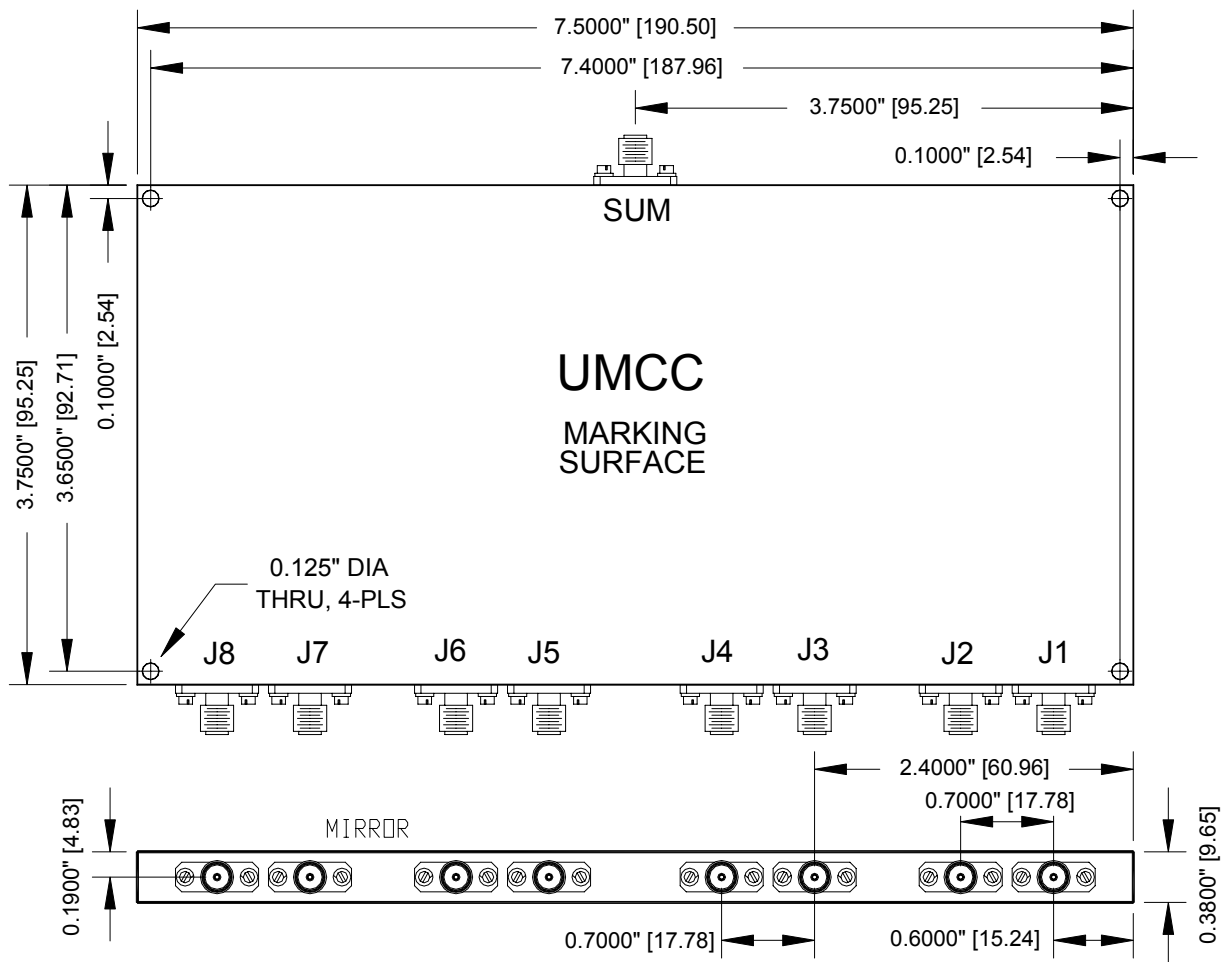 7.5000" [190.50]
7.4000" [187.96]
3.7500" [95.25]
0.1000" [2.54]
SUM
3.7500" [95.25]
3.6500" [92.71]
0.1000" [2.54]
UMCC
MARKING
SURFACE
0.125" DIA
THRU, 4-PLS
J8 J7 J6 J5 J4 J3 J2 J1
2.4000" [60.96]
0.7000" [17.78]
MIRROR
0.1900" [4.83]
0.3800" [9.65]
0.7000" [17.78]
0.6000" [15.24]